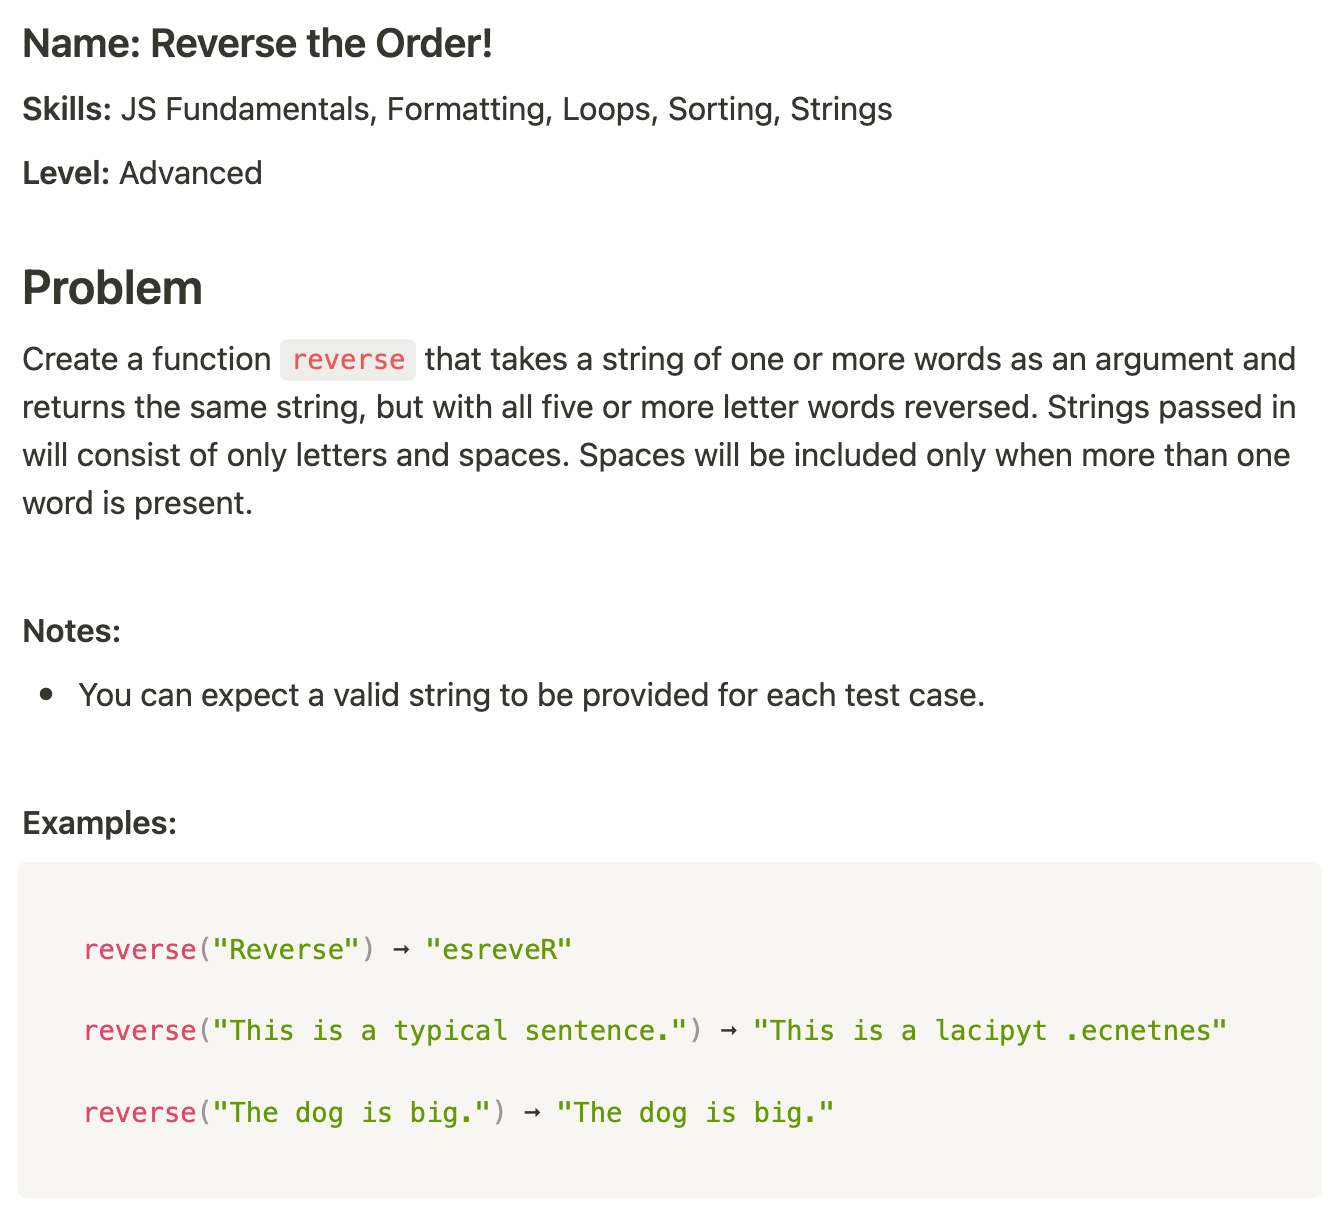 Name: Reverse the Order!
Skills: JS Fundamentals, Formatting, Loops, Sorting, Strings
Level: Advanced
Problem
Create a function reverse that takes a string of one or more words as an argument and
returns the same string, but with all five or more letter words reversed. Strings passed in
will consist of only letters and spaces. Spaces will be included only when more than one
word is present.
Notes:
• You can expect a valid string to be provided for each test case.
Examples:
reverse("Reverse") → "esreveR"
reverse("This is a typical sentence.") → "This is a lacipyt .ecnetnes"
reverse("The dog is big.") → "The dog is big."